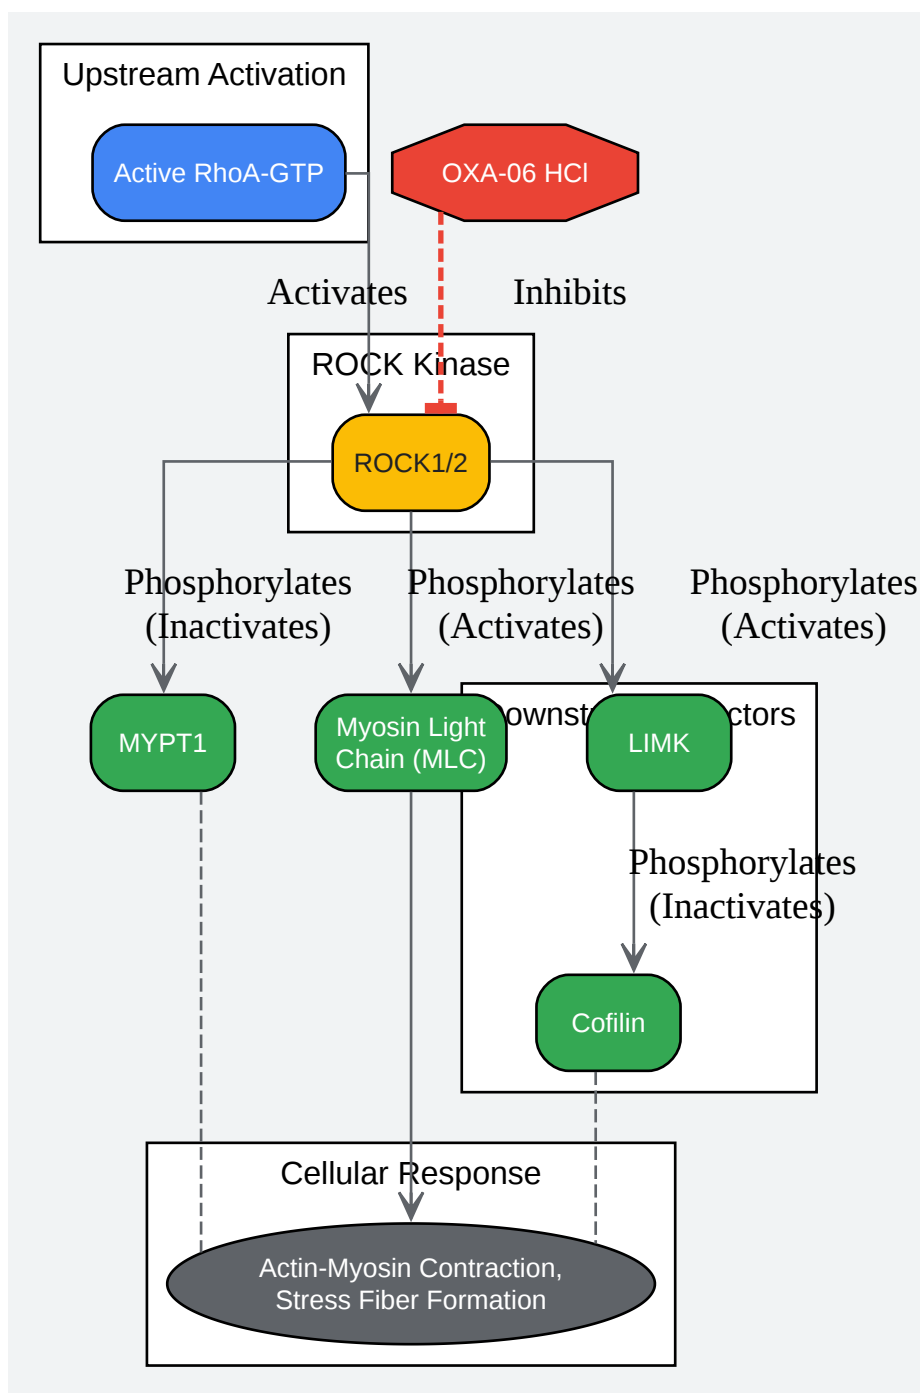 Upstream Activation
Active RhoA-GTP
OXA-06 HCl
Activates
Inhibits
ROCK Kinase
ROCK1/2
Phosphorylates
(Inactivates)
Phosphorylates
(Activates)
Phosphorylates
(Activates)
MYPT1
Myosin Light
Chain (MLC)
LIMK
Phosphorylates
(Inactivates)
Cofilin
Cellular Response
Actin-Myosin Contraction,
Stress Fiber Formation